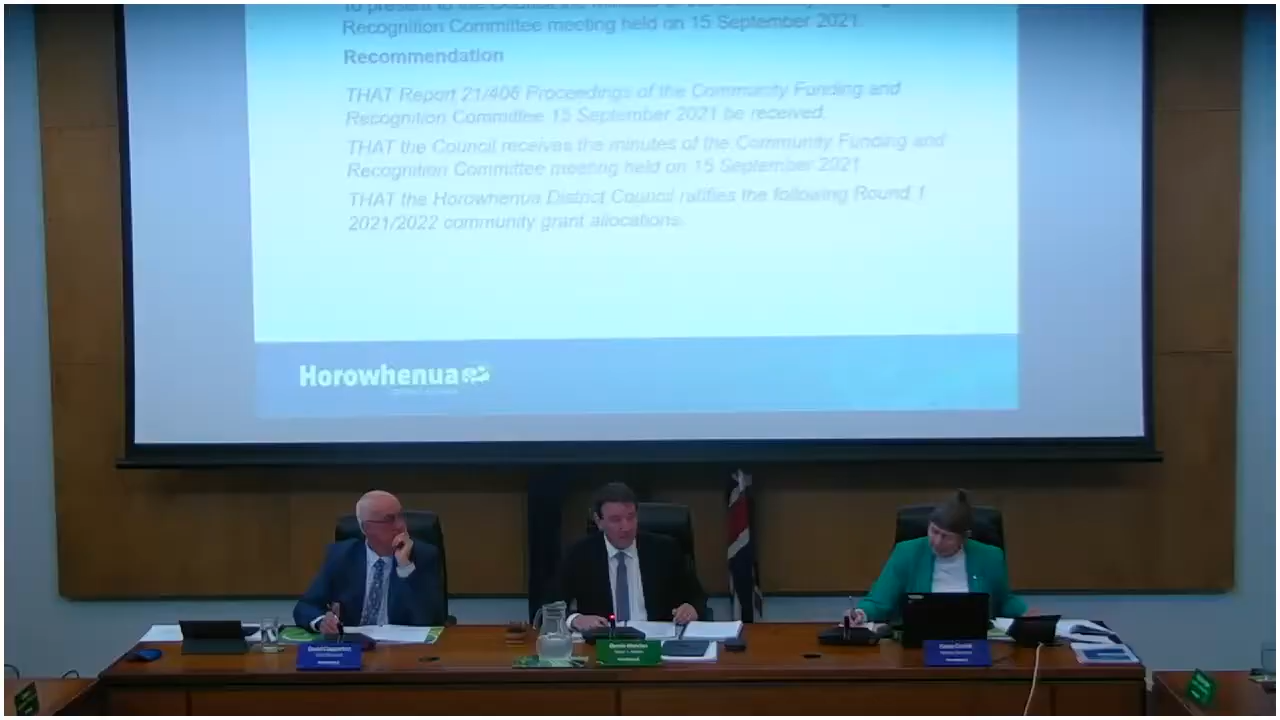 Recognition Committee meeting held on 15 September 2021.
Recommendation
THAT Report 21/406 Proceedings of the Community Funding and
Recognition Committee 15 September 2021 be received.
THAT the Council receives the minutes of the Community Funding and
Recognition Committee meeting held on 15 September 2021.
THAT the Horowhenua District Council ratifies the following Round 1
2021/2022 community grant allocations.
Horowhenua